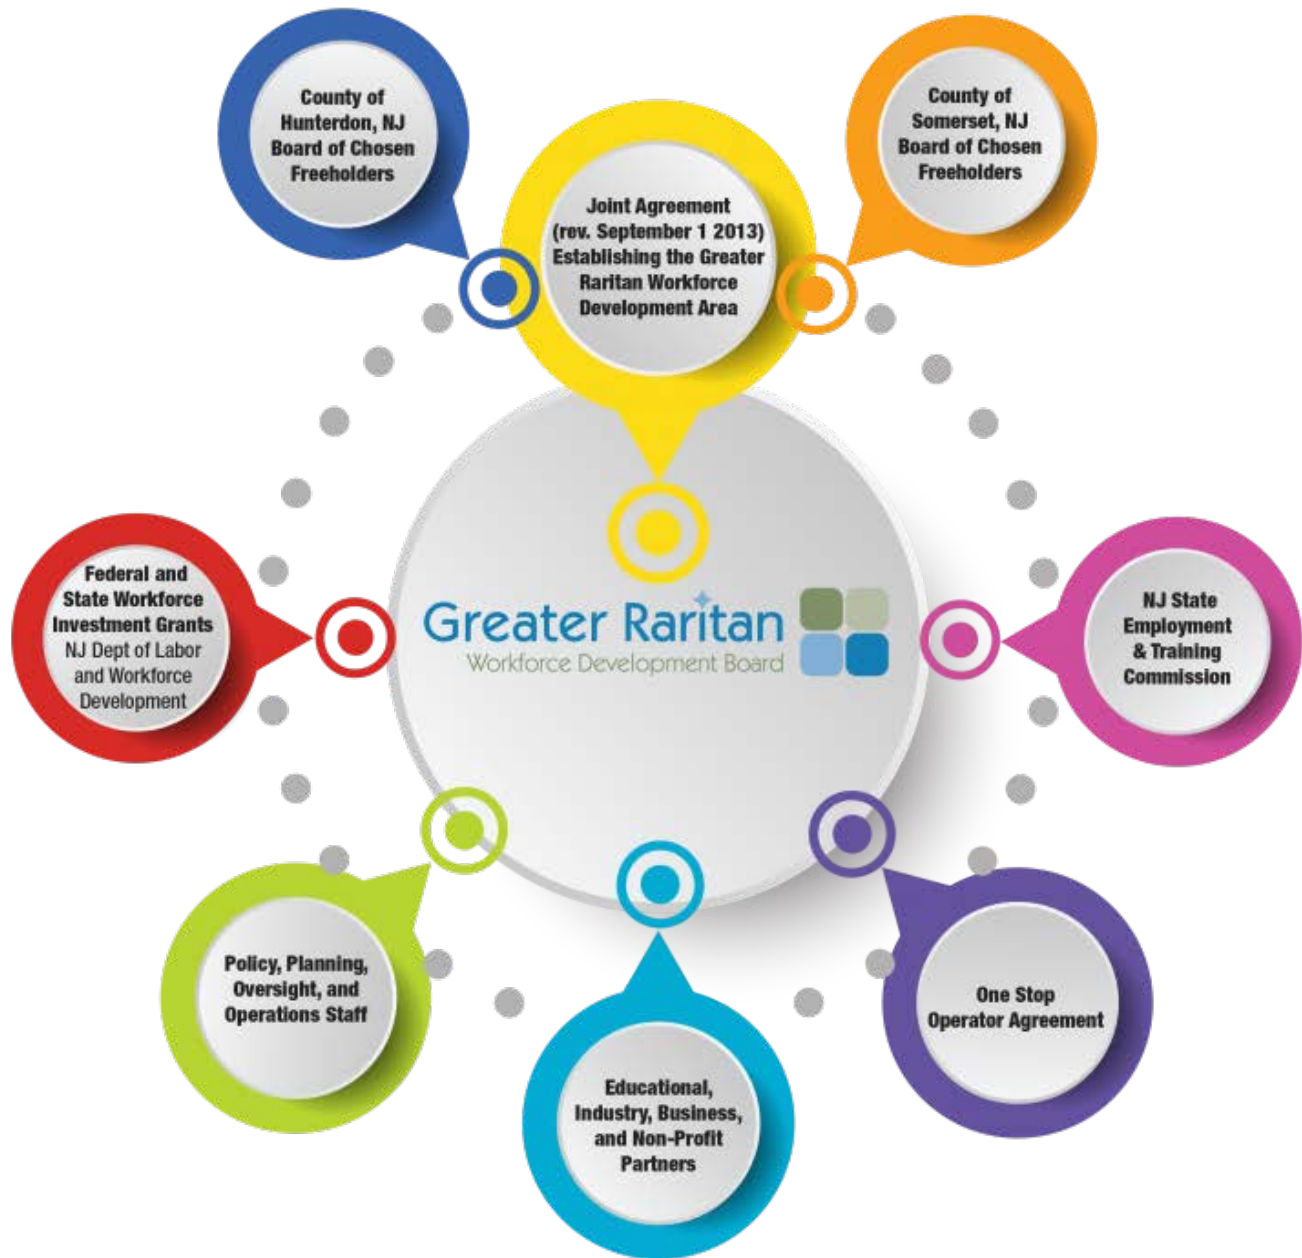 County of
Hunterdon, NJ
Board of Chosen
Freeholders
County of
Somerset, NJ
Board of Chosen
Freeholders
Joint Agreement
(rev. September 1 2013)
Establishing the Greater
Raritan Workforce
Development Area
Federal and
State Workforce
Investment Grants
NJ Dept of Labor
and Workforce
Development
Greater Raritan
Workforce Development Board
NJ State
Employment
& Training
Commission
Policy, Planning,
Oversight, and
Operations Staff
One Stop
Operator Agreement
Educational,
Industry, Business,
and Non-Profit
Partners